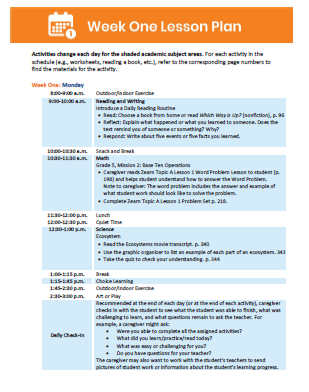 Week One Lesson Plan
Activities change each day for the shaded academic subject areas. For each activity in the
schedule (e.g., worksheets, reading a book, etc.), refer to the corresponding page numbers to
find the materials for the activity.
Week One: Monday
8:00-9:00 a.m. Outdoor/Indoor Exercise
9:00-10:00 a.m. Reading and Writing
Introduce a Daily Reading Routine
• Read: Choose a book from home or read Which Way is Up? (nonfiction), p. 96
• Reflect: Explain what happened or what you learned to someone. Does the
text remind you of someone or something? Why?
• Respond: Write about five events or five facts you learned.
10:00-10:30 a.m. Snack and Break
10:30-11:30 a.m. Math
Grade 5, Mission 2: Base Ten Operations
• Caregiver reads Zearn Topic A Lesson 1 Word Problem Lesson to student (p.
193) and helps student understand how to answer the Word Problem.
Note to caregiver: The word problem includes the answer and example of
what student work should look like to solve the problem.
• Complete Zearn Topic A Lesson 1 Problem Set p. 218.
11:30-12:00 p.m. Lunch
12:00-12:30 p.m. Quiet Time
12:30-1:00 p.m. Science
Ecosystem
• Read the Ecosystems movie transcript. p. 340
• Use the graphic organizer to list an example of each part of an ecosystem. 343
• Take the quiz to check your understanding. p. 344
1:00-1:15 p.m. Break
1:15-1:45 p.m. Choice Learning
1:45-2:30 p.m. Outdoor/Indoor Exercise
2:30-3:00 p.m. Art or Play
Daily Check-in
Recommended at the end of each day (or at the end of each activity), caregiver
checks in with the student to see what the student was able to finish, what was
challenging to learn, and what questions remain to ask the teacher. For
example, a caregiver might ask:
• Were you able to complete all the assigned activities?
• What did you learn/practice/read today?
• What was easy or challenging for you?
• Do you have questions for your teacher?
The caregiver may also want to work with the student's teachers to send
pictures of student work or information about the student's learning progress.